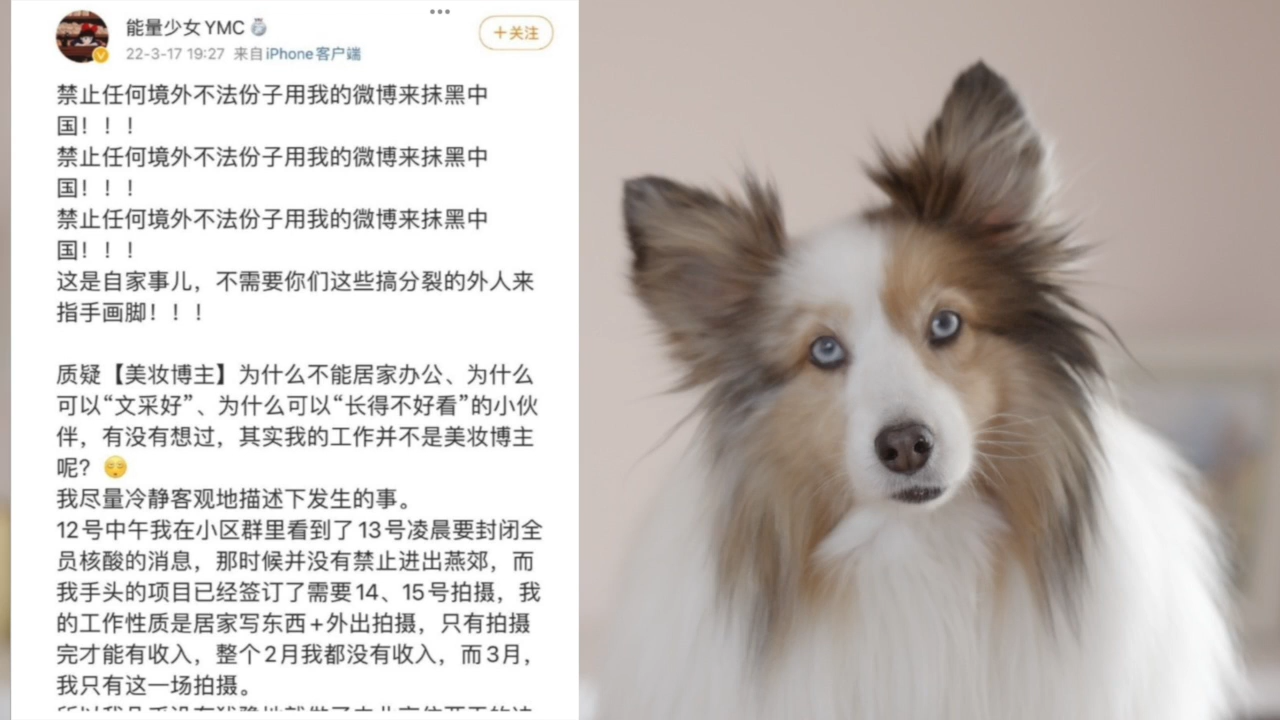 能量少女YMC
22-3-17 19:27 来自iPhone客户端
+关注
禁止任何境外不法份子用我的微博来抹黑中
国！！！
禁止任何境外不法份子用我的微博来抹黑中
国！！！
禁止任何境外不法份子用我的微博来抹黑中
国！！！
这是自家事儿，不需要你们这些搞分裂的外人来
指手画脚！！！
质疑【美妆博主】为什么不能居家办公、为什么
可以“文采好”、为什么可以“长得不好看”的小伙
伴，有没有想过，其实我的工作并不是美妆博主
呢？😌
我尽量冷静客观地描述下发生的事。
12号中午我在小区群里看到了13号凌晨要封闭全
员核酸的消息，那时候并没有禁止进出燕郊，而
我手头的项目已经签订了需要14、15号拍摄，我
的工作性质是居家写东西+外出拍摄，只有拍摄
完才能有收入，整个2月我都没有收入，而3月，
我只有这一场拍摄。